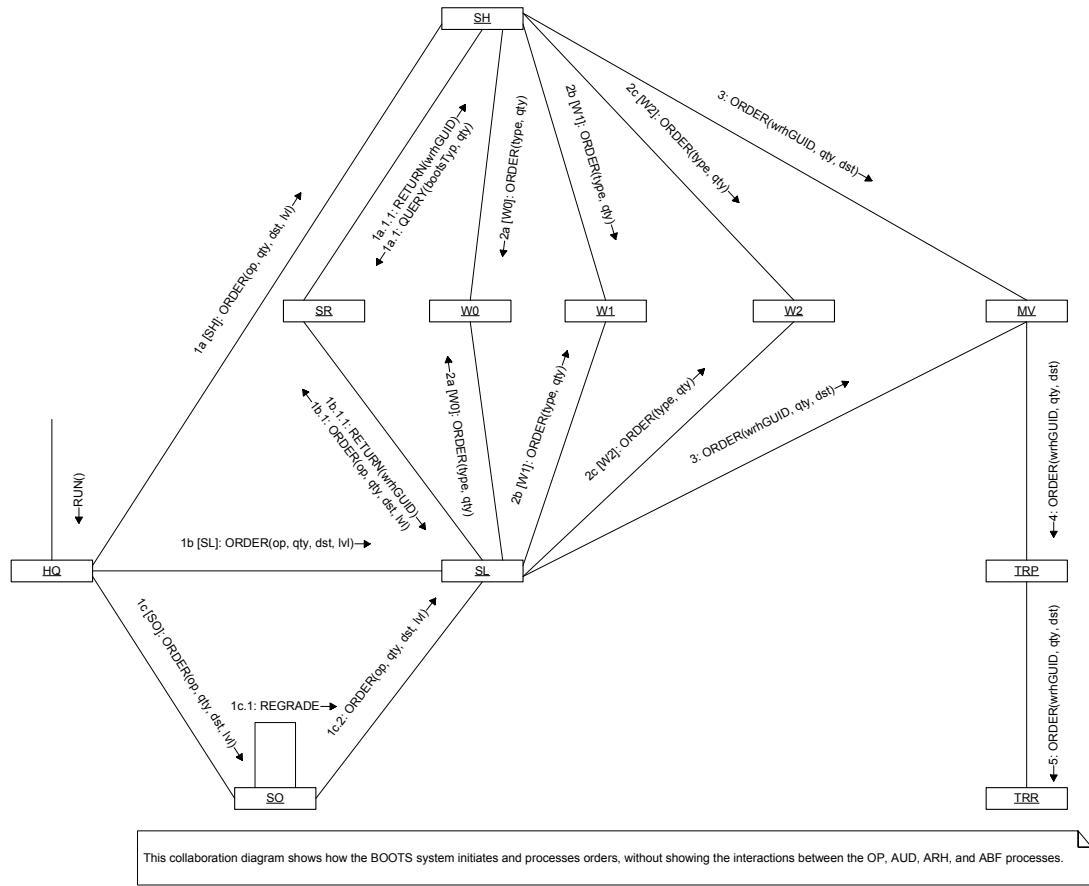 SH
3: ORDER(wrhGUID, qty, dst)
2c [W2]: ORDER(type, qty)
2b [W1]: ORDER(type, qty)
2a [W0]: ORDER(type, qty)
1a.1.1: RETURN(wrhGUID)
1a.1: QUERY(bootsTyp, qty)
1a [SH]: ORDER(op, qty, dst, lvl)
SR
W0
W1
W2
MV
2a [W0]: ORDER(type, qty)
2b [W1]: ORDER(type, qty)
2c [W2]: ORDER(type, qty)
3: ORDER(wrhGUID, qty, dst)
1b.1.1: RETURN(wrhGUID)
1b.1: ORDER(op, qty, dst, lvl)
4: ORDER(wrhGUID, qty, dst)
RUN()
1b [SL]: ORDER(op, qty, dst, lvl)
HQ
SL
TRP
1c [SO]: ORDER(op, qty, dst, lvl)
1c.1: REGRADE
1c.2: ORDER(op, qty, dst, lvl)
5: ORDER(wrhGUID, qty, dst)
SO
TRR
This collaboration diagram shows how the BOOTS system initiates and processes orders, without showing the interactions between the OP, AUD, ARH, and ABF processes.